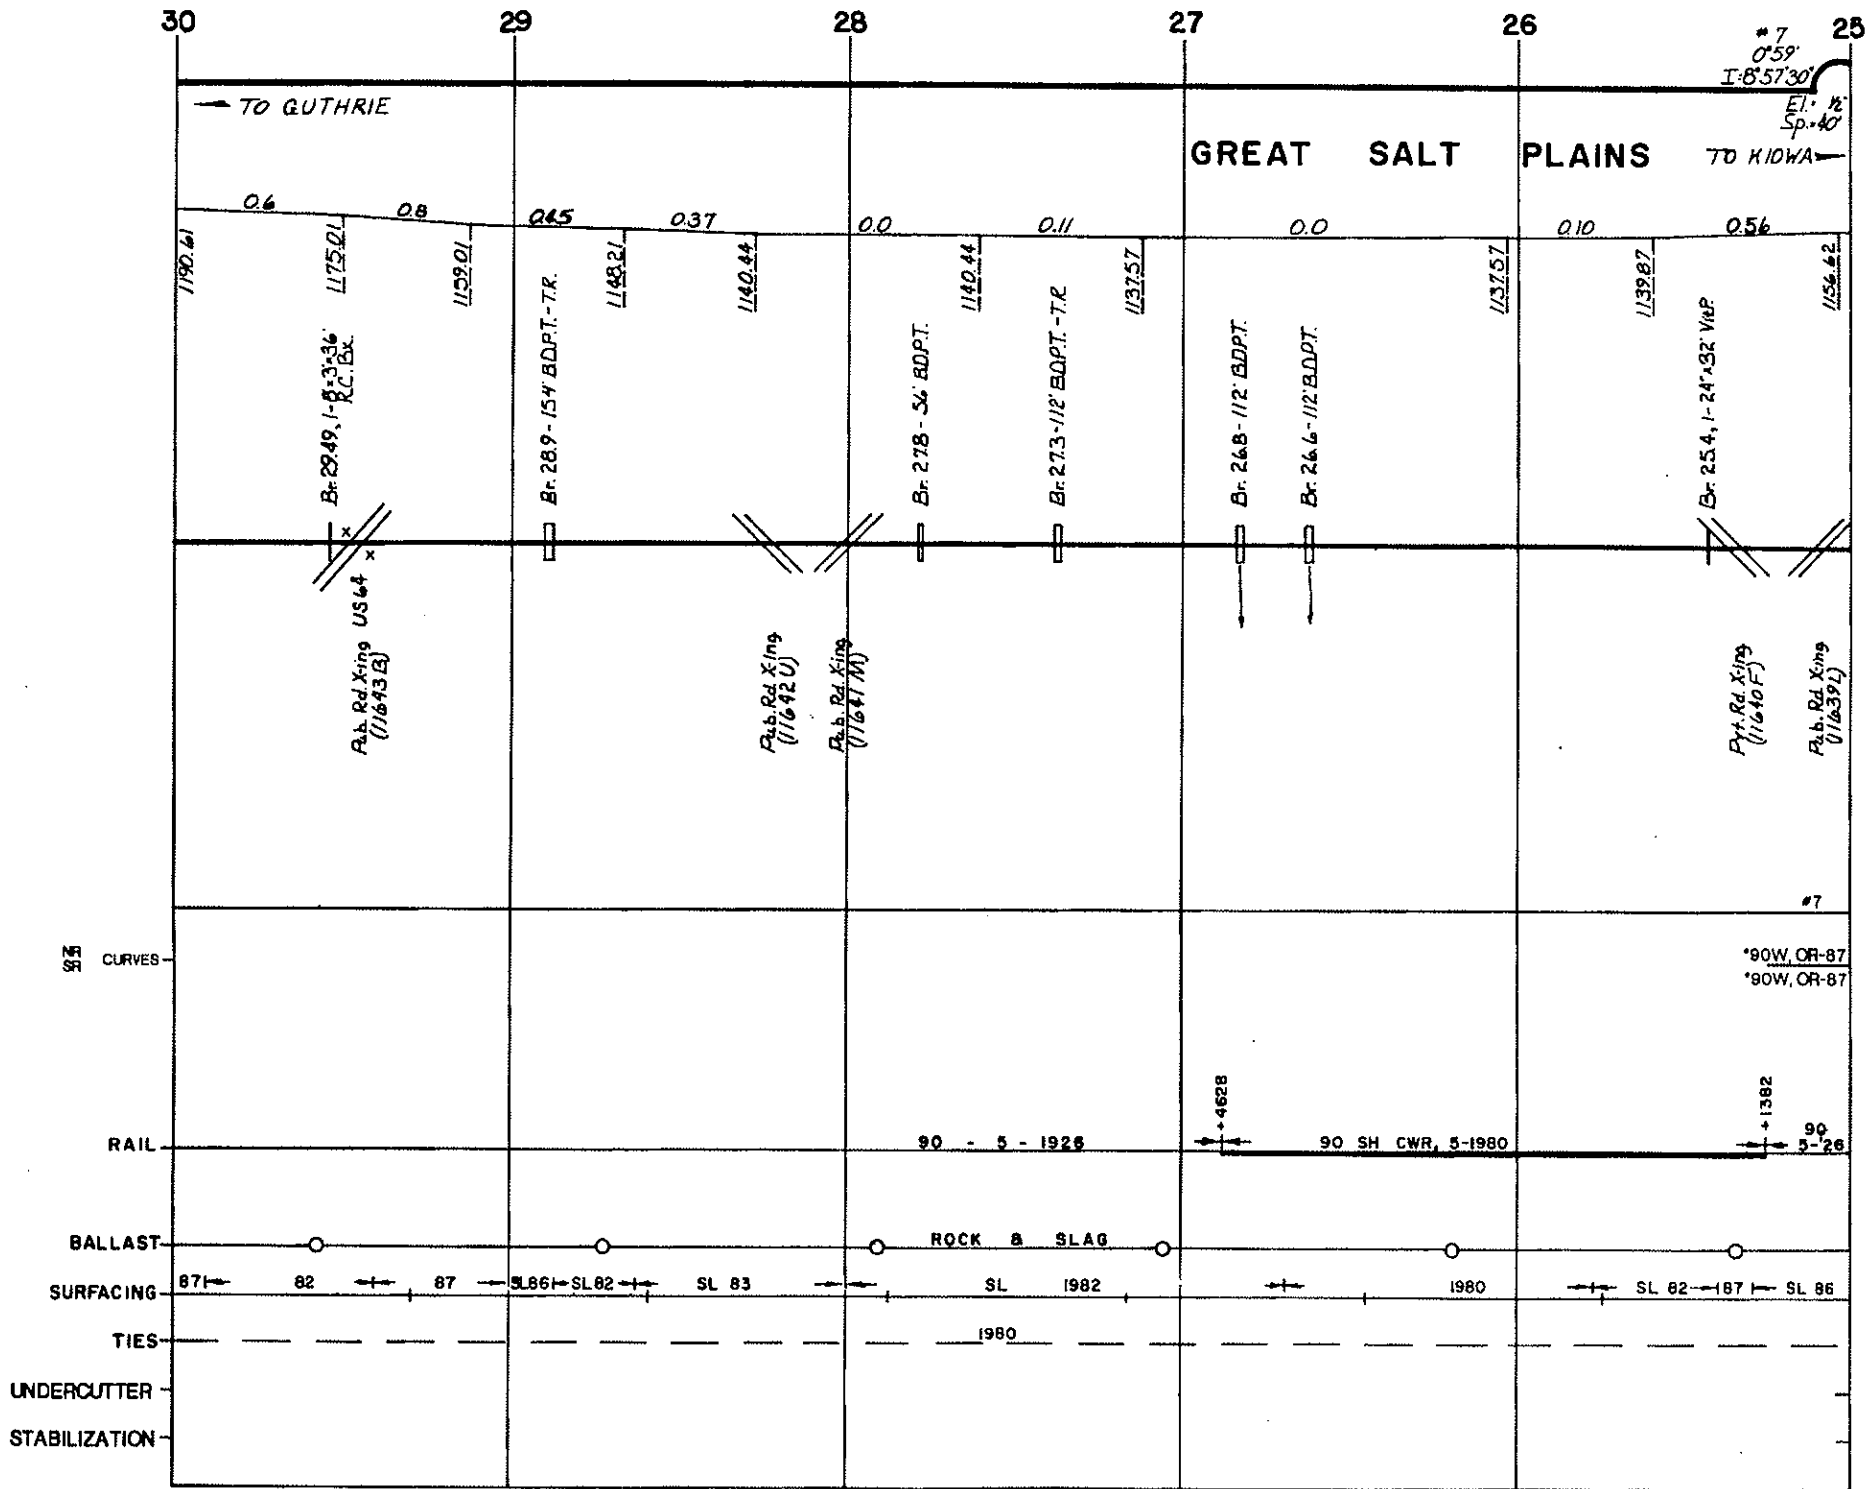 30 29 28 27 26 25
# 7
0°59'
I:8°57'30"
El.: ½"
Sp.=40'
TO GUTHRIE
GREAT SALT PLAINS
TO KIOWA
0.6 0.8 0.45 0.37 0.0 0.11 0.0 0.10 0.56
1190.61
1175.01
1159.01
1148.21
1140.44
1140.44
1137.57
1137.57
1139.87
1156.62
Br. 29.49, 1-8'×3'×36'
R.C. Bx.
Br. 28.9 - 154' B.D.P.T. - T.R.
Br. 27.8 - 56' B.D.P.T.
Br. 27.3 - 112' B.D.P.T. - T.R
Br. 26.8 - 112' B.D.P.T.
Br. 26.6 - 112' B.D.P.T.
Br. 25.4, 1-24"×32' Vit.P.
x
x
Pub. Rd. X-ing US 64
(11643 B)
Pub. Rd. X-ing
(11642 U)
Pub. Rd. X-ing
(11641 M)
Pvt. Rd. X-ing
(11640 F)
Pub. Rd. X-ing
(11639 L)
#7
CURVES
*90W, OR-87
*90W, OR-87
+4628
+1382
RAIL 90 - 5 - 1926 90 SH CWR, 5-1980 90
5-'26
BALLAST ROCK & SLAG
SURFACING 87 82 87 SL86 SL82 SL 83 SL 1982 1980 SL 82 87 SL 86
TIES 1980
UNDERCUTTER
STABILIZATION